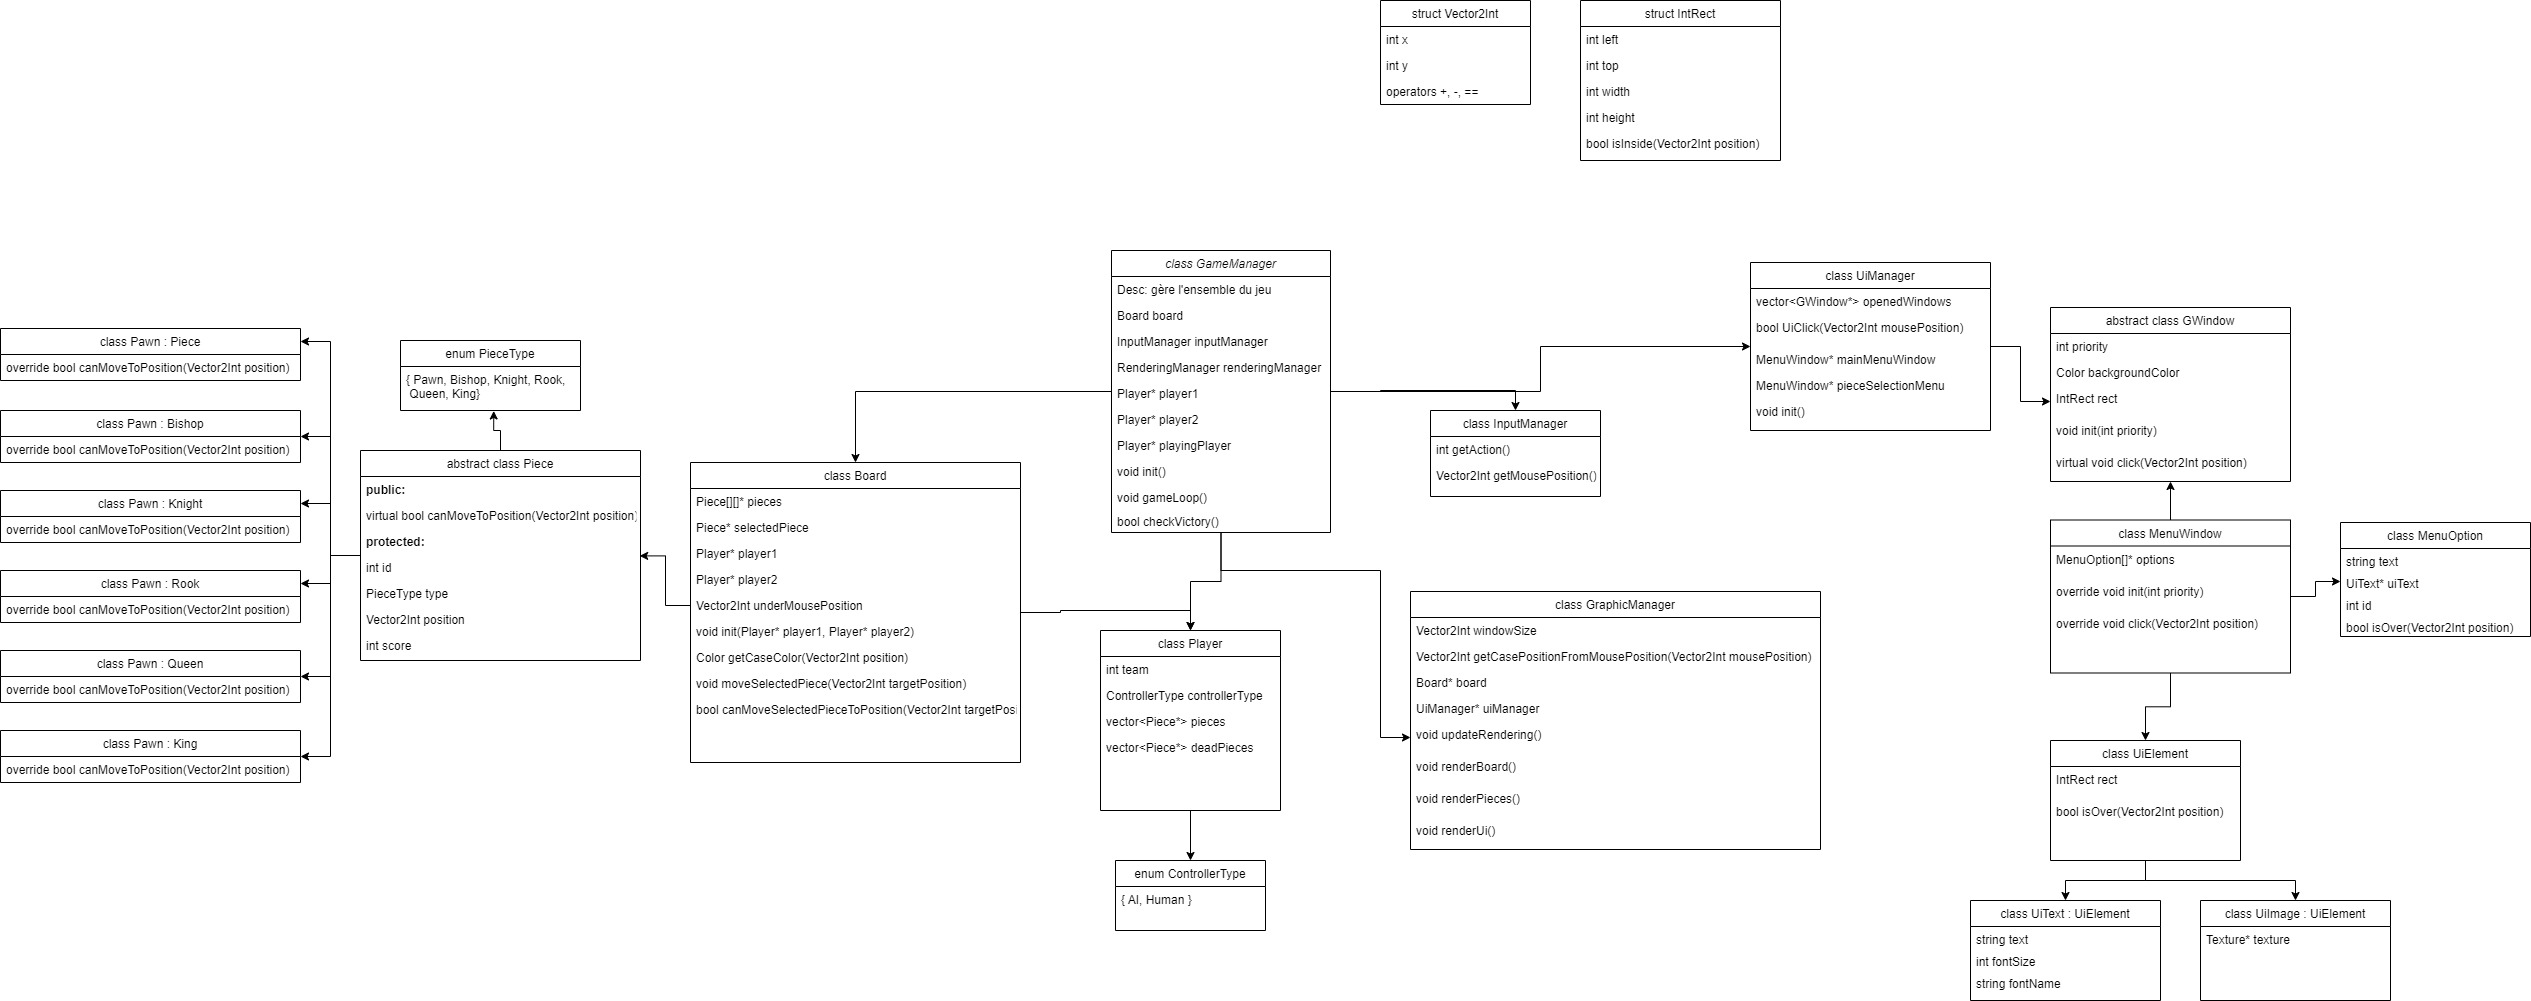 struct Vector2Int
int x
int y
operators +, -, ==
struct IntRect
int left
int top
int width
int height
bool isInside(Vector2Int position)
class GameManager
Desc: gère l'ensemble du jeu
Board board
InputManager inputManager
RenderingManager renderingManager
Player* player1
Player* player2
Player* playingPlayer
void init()
void gameLoop()
bool checkVictory()
class UiManager
vector<GWindow*> openedWindows
bool UiClick(Vector2Int mousePosition)
MenuWindow* mainMenuWindow
MenuWindow* pieceSelectionMenu
void init()
abstract class GWindow
int priority
Color backgroundColor
IntRect rect
void init(int priority)
virtual void click(Vector2Int position)
class Pawn : Piece
override bool canMoveToPosition(Vector2Int position)
class Pawn : Bishop
override bool canMoveToPosition(Vector2Int position)
class Pawn : Knight
override bool canMoveToPosition(Vector2Int position)
class Pawn : Rook
override bool canMoveToPosition(Vector2Int position)
class Pawn : Queen
override bool canMoveToPosition(Vector2Int position)
class Pawn : King
override bool canMoveToPosition(Vector2Int position)
enum PieceType
{ Pawn, Bishop, Knight, Rook,
Queen, King}
abstract class Piece
public:
virtual bool canMoveToPosition(Vector2Int position)
protected:
int id
PieceType type
Vector2Int position
int score
class Board
Piece[][]* pieces
Piece* selectedPiece
Player* player1
Player* player2
Vector2Int underMousePosition
void init(Player* player1, Player* player2)
Color getCaseColor(Vector2Int position)
void moveSelectedPiece(Vector2Int targetPosition)
bool canMoveSelectedPieceToPosition(Vector2Int targetPosi
class InputManager
int getAction()
Vector2Int getMousePosition()
class Player
int team
ControllerType controllerType
vector<Piece*> pieces
vector<Piece*> deadPieces
enum ControllerType
{ AI, Human }
class GraphicManager
Vector2Int windowSize
Vector2Int getCasePositionFromMousePosition(Vector2Int mousePosition)
Board* board
UiManager* uiManager
void updateRendering()
void renderBoard()
void renderPieces()
void renderUi()
class MenuWindow
MenuOption[]* options
override void init(int priority)
override void click(Vector2Int position)
class MenuOption
string text
UiText* uiText
int id
bool isOver(Vector2Int position)
class UiElement
IntRect rect
bool isOver(Vector2Int position)
class UiText : UiElement
string text
int fontSize
string fontName
class UiImage : UiElement
Texture* texture